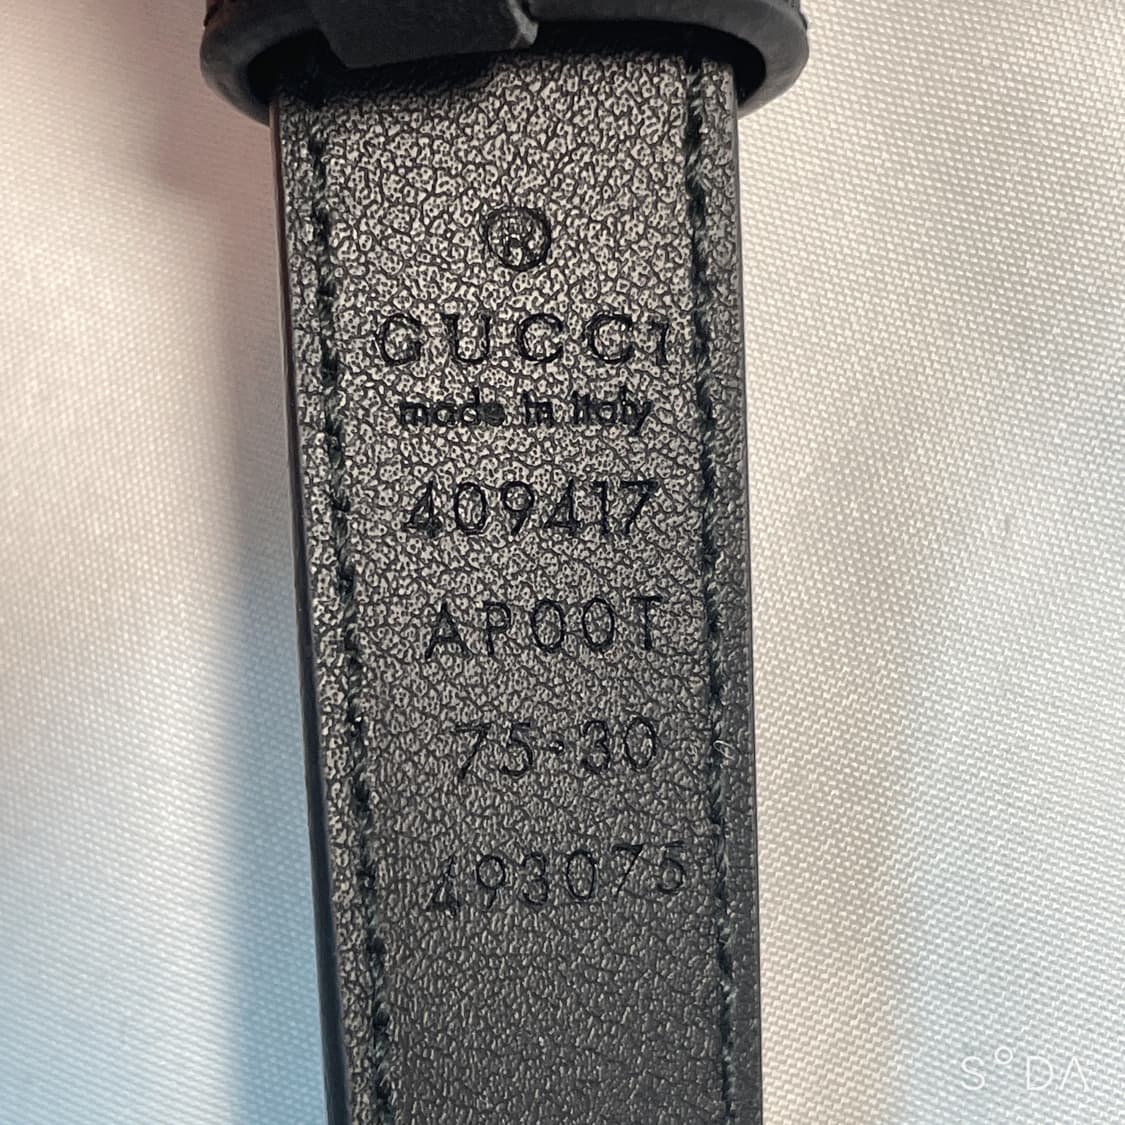 ®
GUCCI
made in italy
409417
AP00T
75·30
493075
S°DA